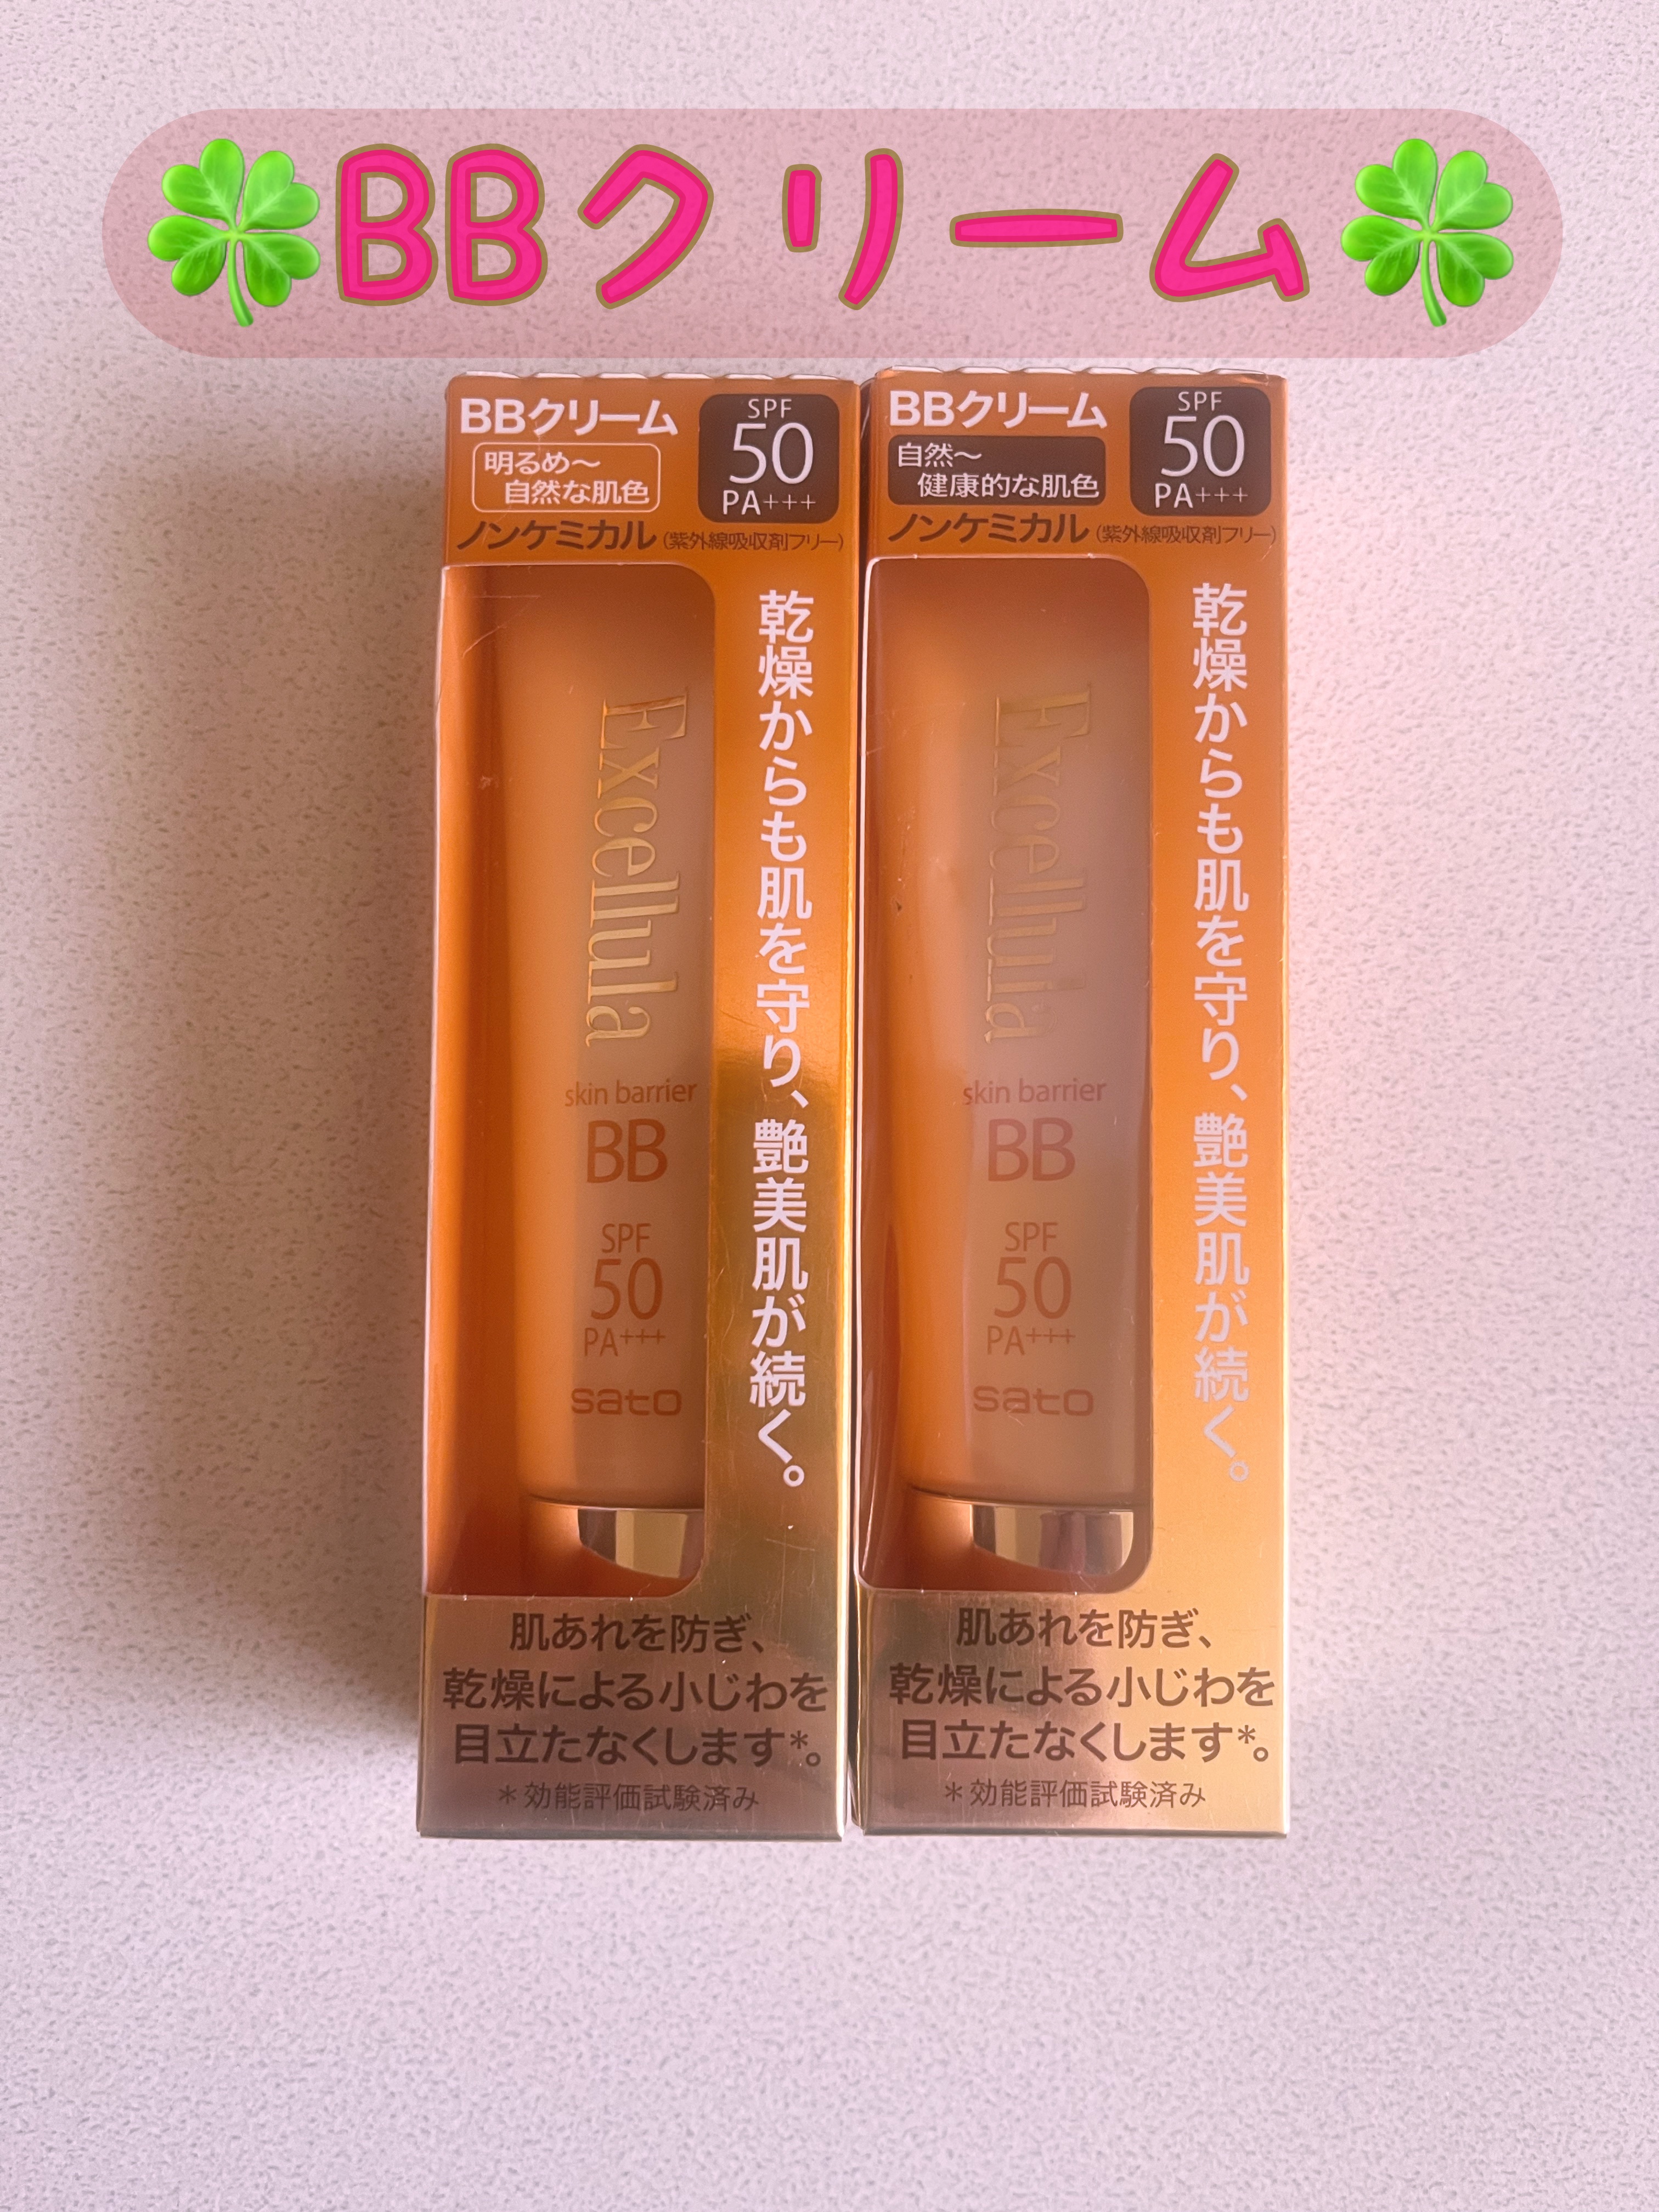 🍀BBクリーム🍀
BBクリーム
明るめ〜
自然な肌色
SPF
50
PA+++
ノンケミカル(紫外線吸収剤フリー)
乾燥からも肌を守り、艶美肌が続く。
Excellula
skin barrier
BB
SPF
50
PA+++
sato
肌あれを防ぎ、
乾燥による小じわを
目立たなくします*。
*効能評価試験済み
BBクリーム
自然〜
健康的な肌色
SPF
50
PA+++
ノンケミカル(紫外線吸収剤フリー)
乾燥からも肌を守り、艶美肌が続く。
Excellula
skin barrier
BB
SPF
50
PA+++
sato
肌あれを防ぎ、
乾燥による小じわを
目立たなくします*。
*効能評価試験済み